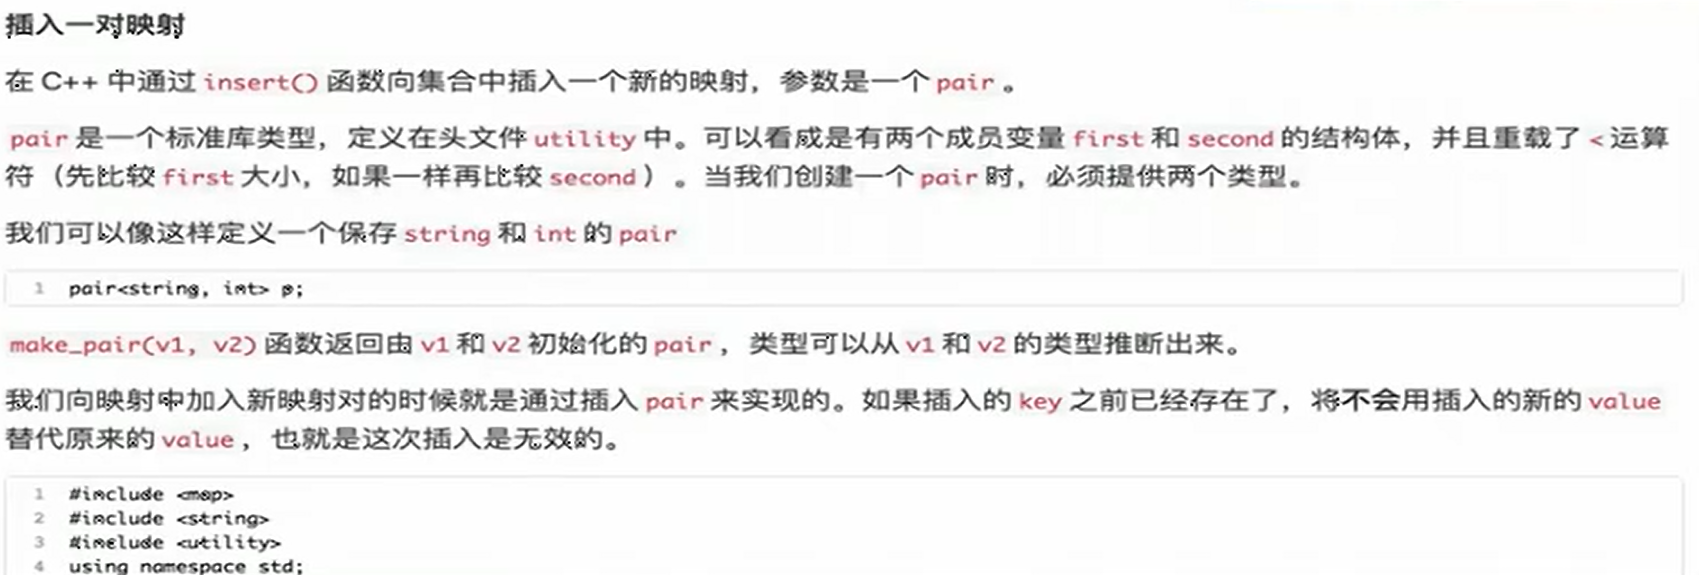 插入一对映射
在 C++ 中通过 insert() 函数向集合中插入一个新的映射，参数是一个 pair 。
pair 是一个标准库类型，定义在头文件 utility 中。可以看成是有两个成员变量 first 和 second 的结构体，并且重载了 < 运算
符（先比较 first 大小，如果一样再比较 second ）。当我们创建一个 pair 时，必须提供两个类型。
我们可以像这样定义一个保存 string 和 int 的 pair
1 pair<string, int> p;
make_pair(v1, v2) 函数返回由 v1 和 v2 初始化的 pair ，类型可以从 v1 和 v2 的类型推断出来。
我们向映射中加入新映射对的时候就是通过插入 pair 来实现的。如果插入的 key 之前已经存在了，将不会用插入的新的 value
替代原来的 value ，也就是这次插入是无效的。
1 #include <map>
2 #include <string>
3 #include <utility>
4 using namespace std;